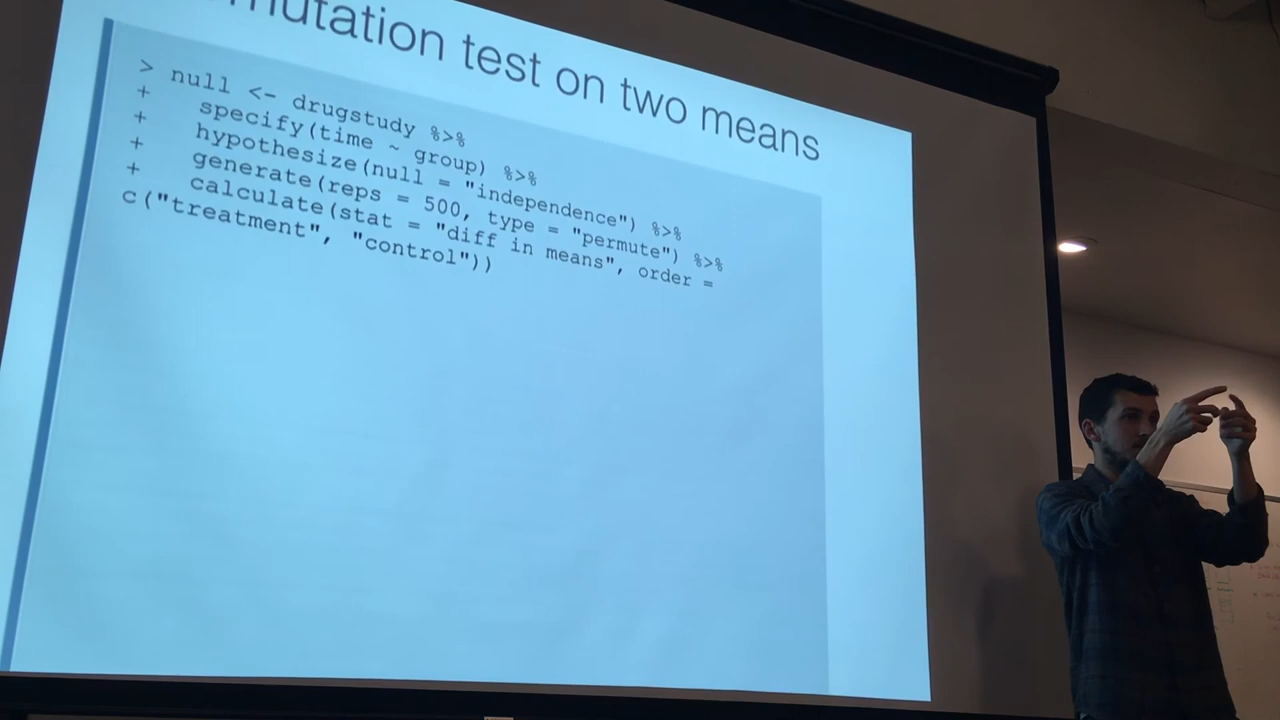 mutation test on two means
> null <- drugstudy %>%
+ specify(time ~ group) %>%
+ hypothesize(null = "independence") %>%
+ generate(reps = 500, type = "permute") %>%
+ calculate(stat = "diff in means", order =
c("treatment", "control"))